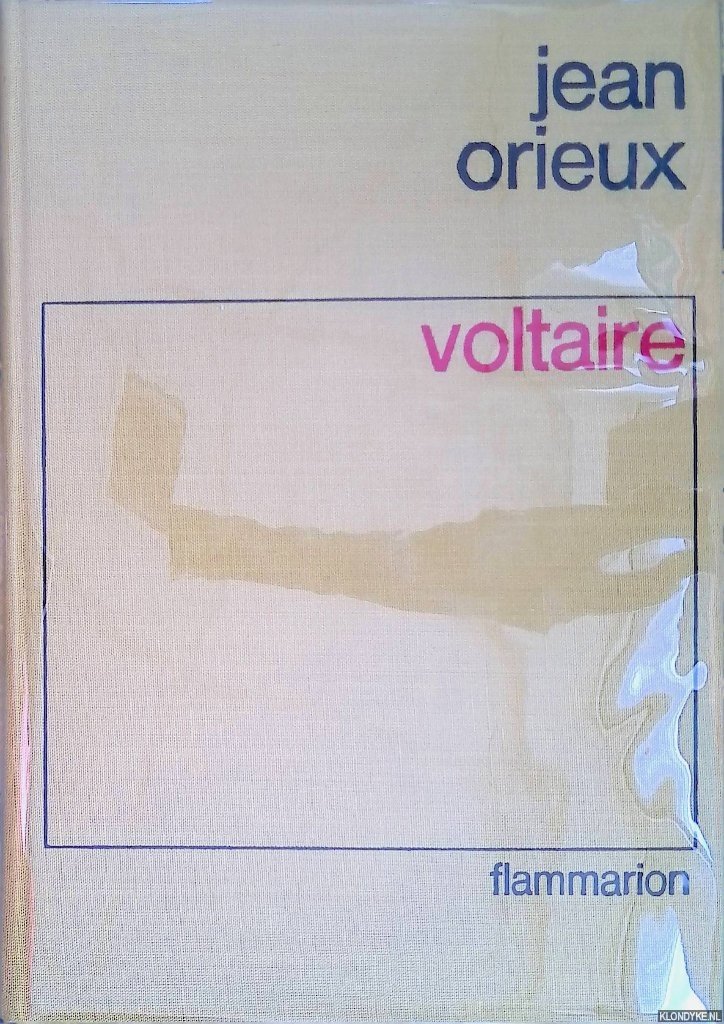 jean
orieux
voltaire
flammarion
KLONDYKE.NL